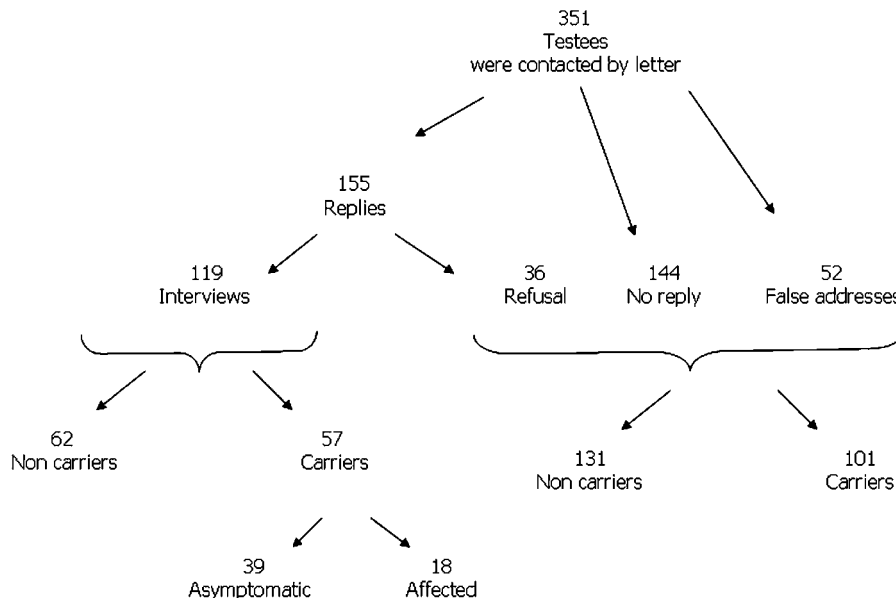 351
Testees
were contacted by letter
155
Replies
119
Interviews
36
Refusal
144
No reply
52
False addresses
62
Non carriers
57
Carriers
131
Non carriers
101
Carriers
39
Asymptomatic
18
Affected